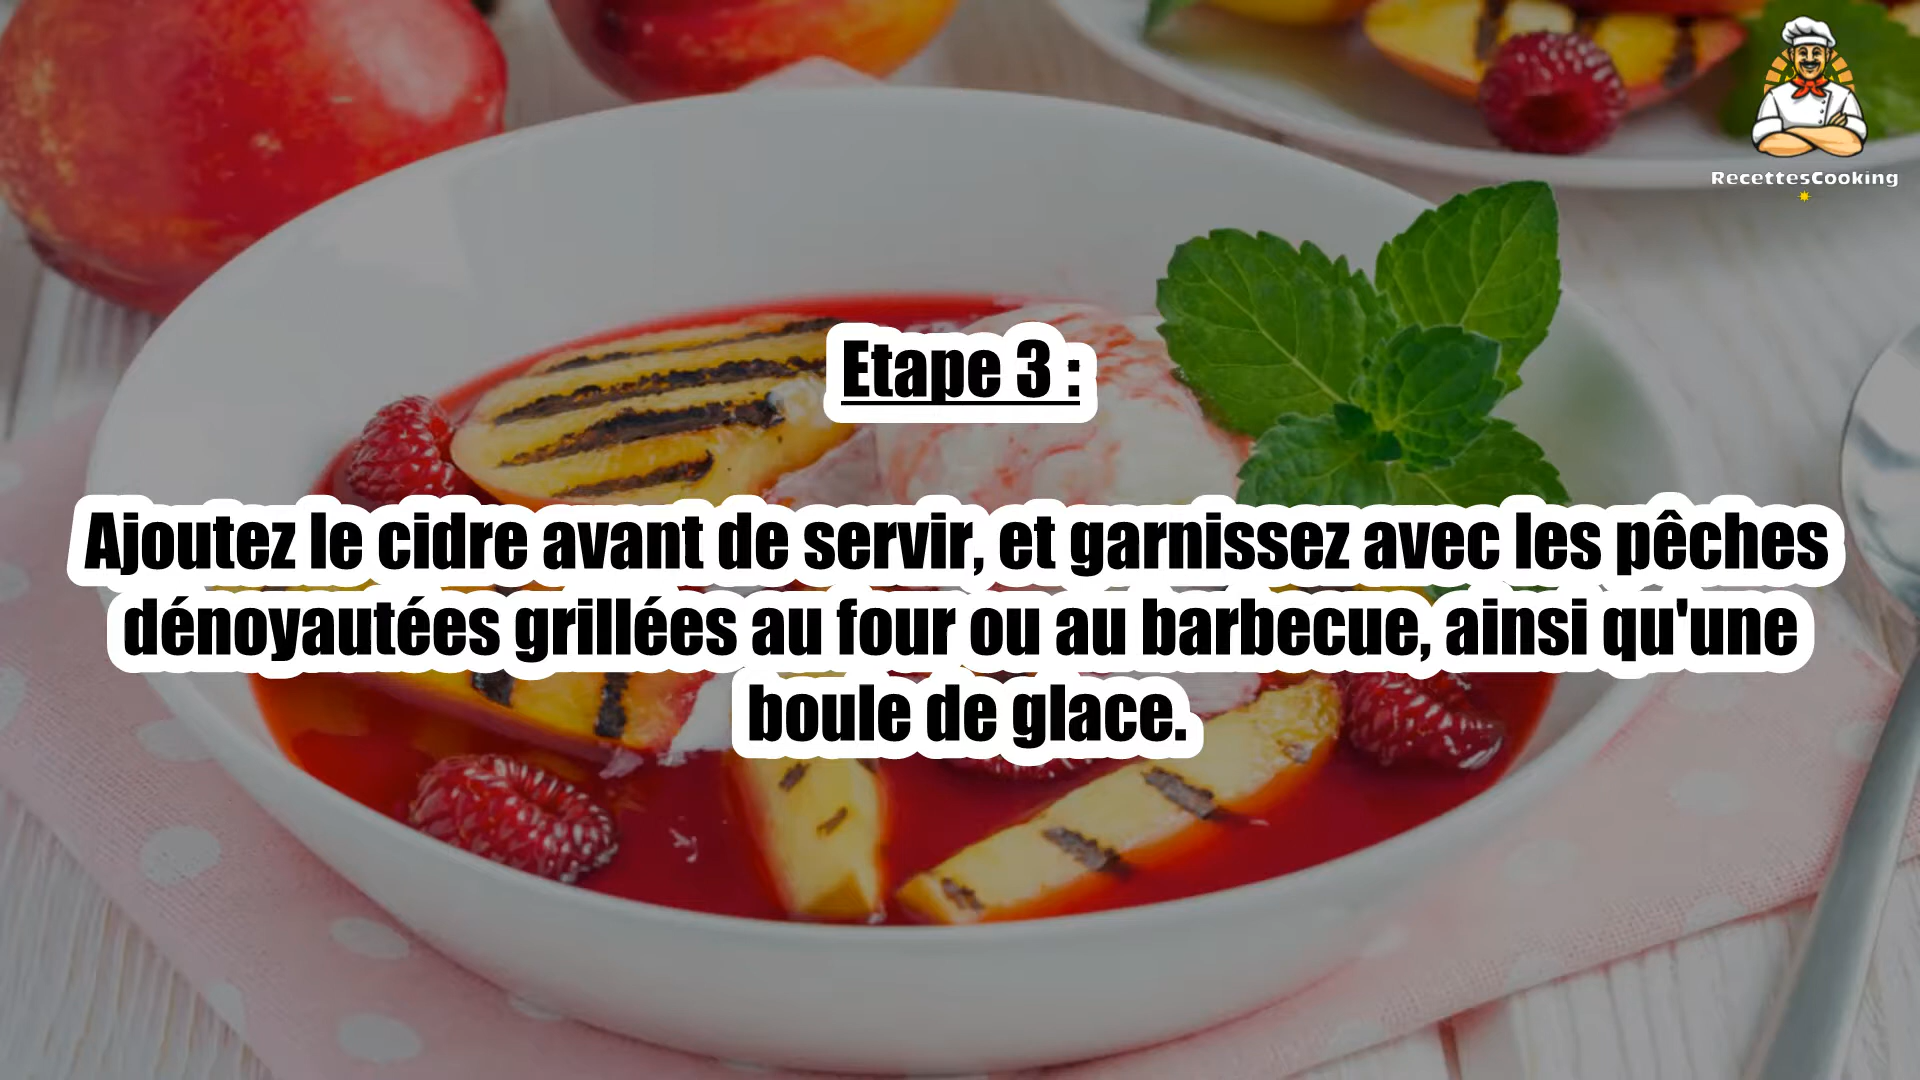 RecettesCooking
Etape 3 :
Ajoutez le cidre avant de servir, et garnissez avec les pêches
dénoyautées grillées au four ou au barbecue, ainsi qu'une
boule de glace.